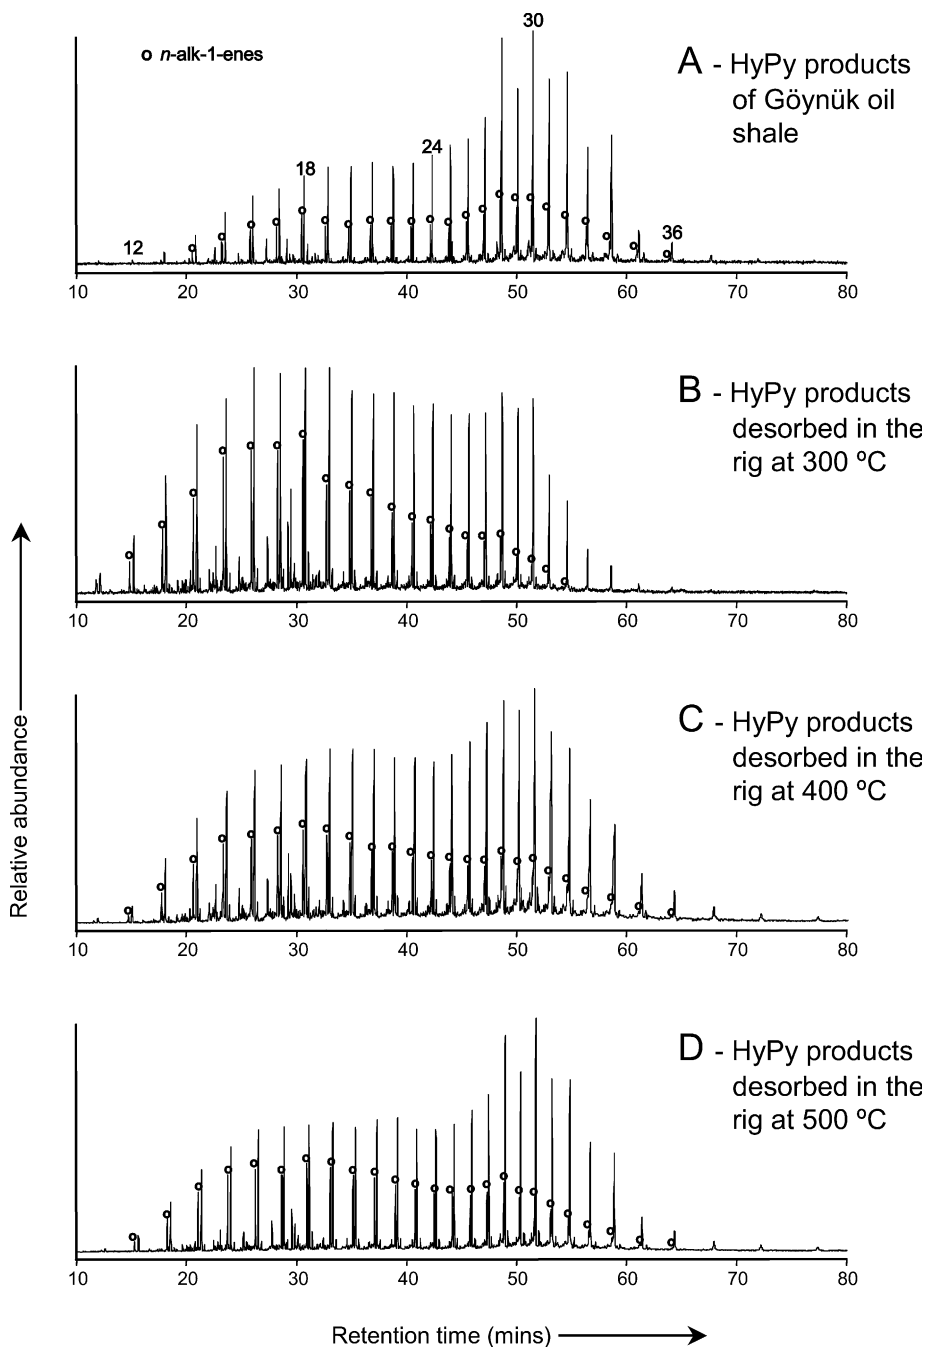 30
o n-alk-1-enes
A - HyPy products
of Göynük oil
shale
24
18
12
36
10 20 30 40 50 60 70 80
B - HyPy products
desorbed in the
rig at 300 ºC
10 20 30 40 50 60 70 80
C - HyPy products
desorbed in the
rig at 400 ºC
10 20 30 40 50 60 70 80
D - HyPy products
desorbed in the
rig at 500 ºC
10 20 30 40 50 60 70 80
Relative abundance
Retention time (mins)